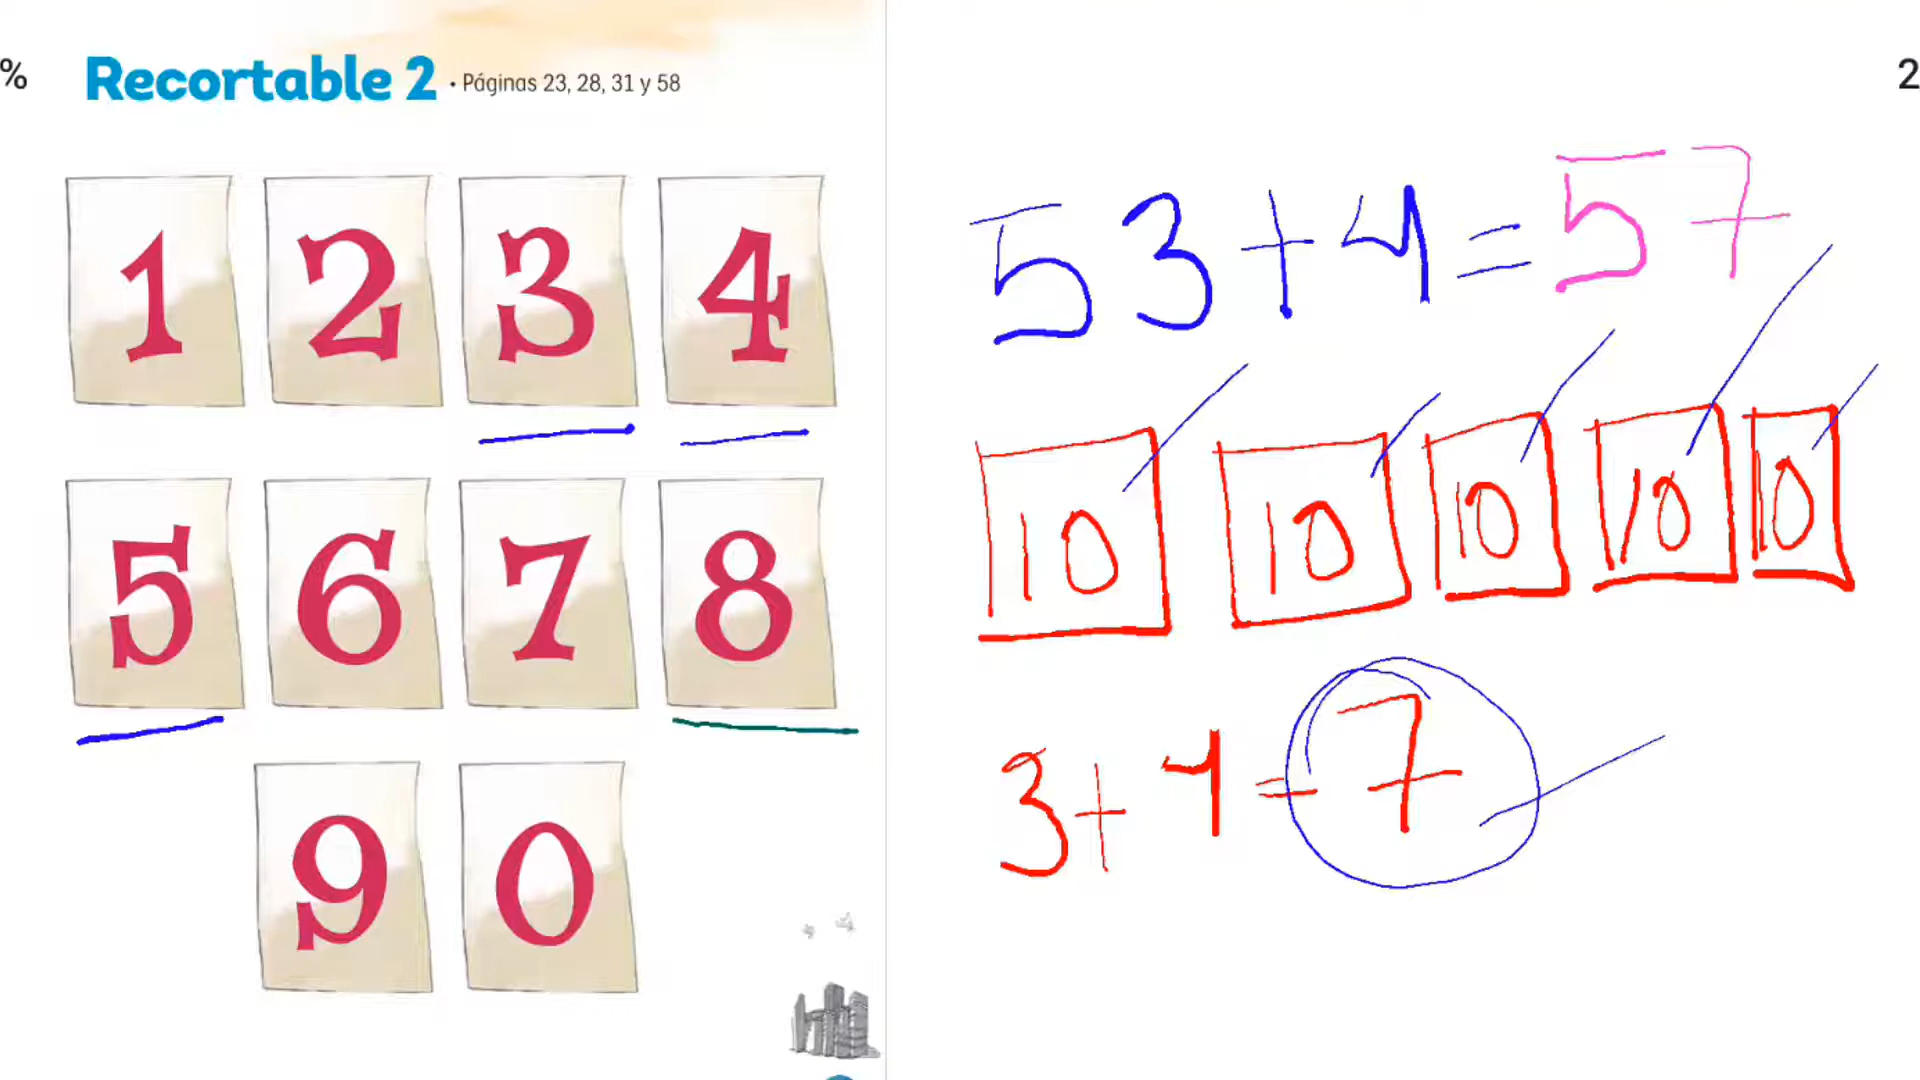 %
Recortable 2 • Páginas 23, 28, 31 y 58
2
1 2 3 4
5 6 7 8
9 0
53+4=57
10 10 10 10 10
3+4=7